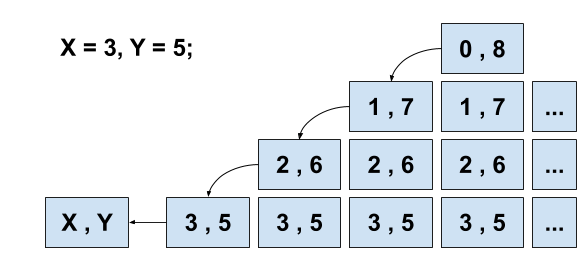 X = 3, Y = 5;
0 , 8
1 , 7 1 , 7 ...
2 , 6 2 , 6 2 , 6 ...
X , Y 3 , 5 3 , 5 3 , 5 3 , 5 ...